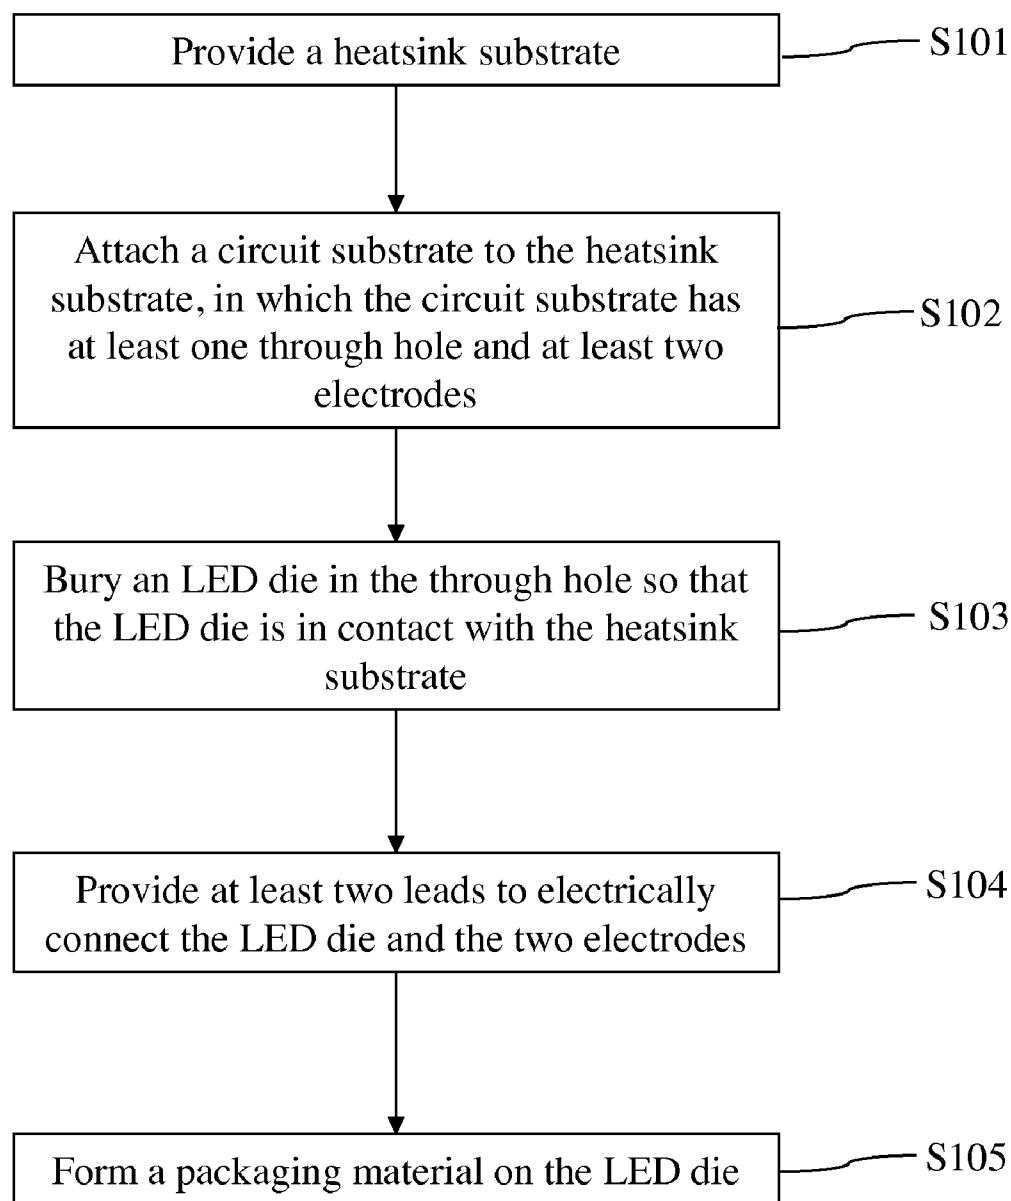 Provide a heatsink substrate
S101
Attach a circuit substrate to the heatsink
substrate, in which the circuit substrate has
at least one through hole and at least two
electrodes
S102
Bury an LED die in the through hole so that
the LED die is in contact with the heatsink
substrate
S103
Provide at least two leads to electrically
connect the LED die and the two electrodes
S104
Form a packaging material on the LED die
S105